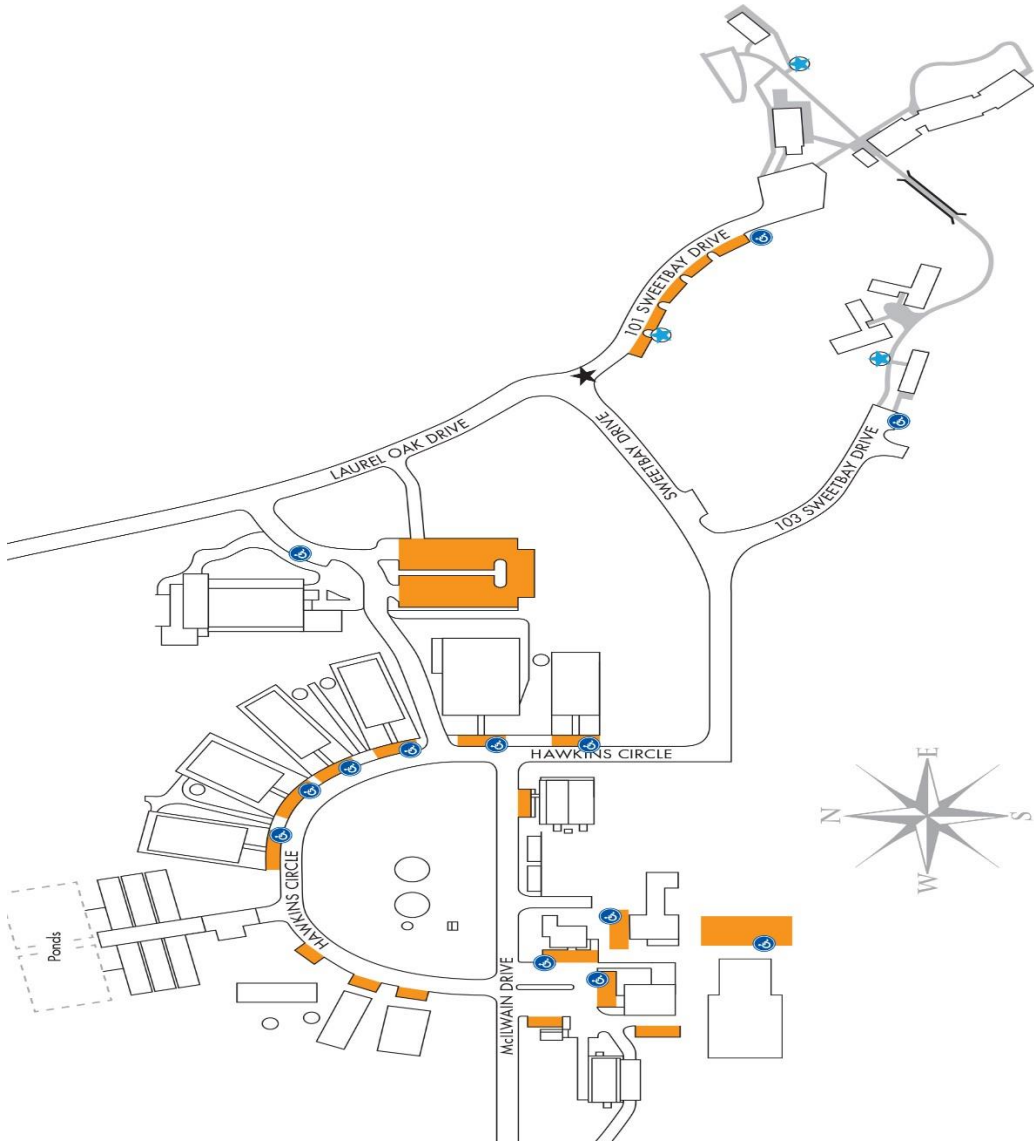 101 SWEETBAY DRIVE
LAUREL OAK DRIVE
SWEETBAY DRIVE
103 SWEETBAY DRIVE
HAWKINS CIRCLE
HAWKINS CIRCLE
McILWAIN DRIVE
Ponds
N
E
S
W